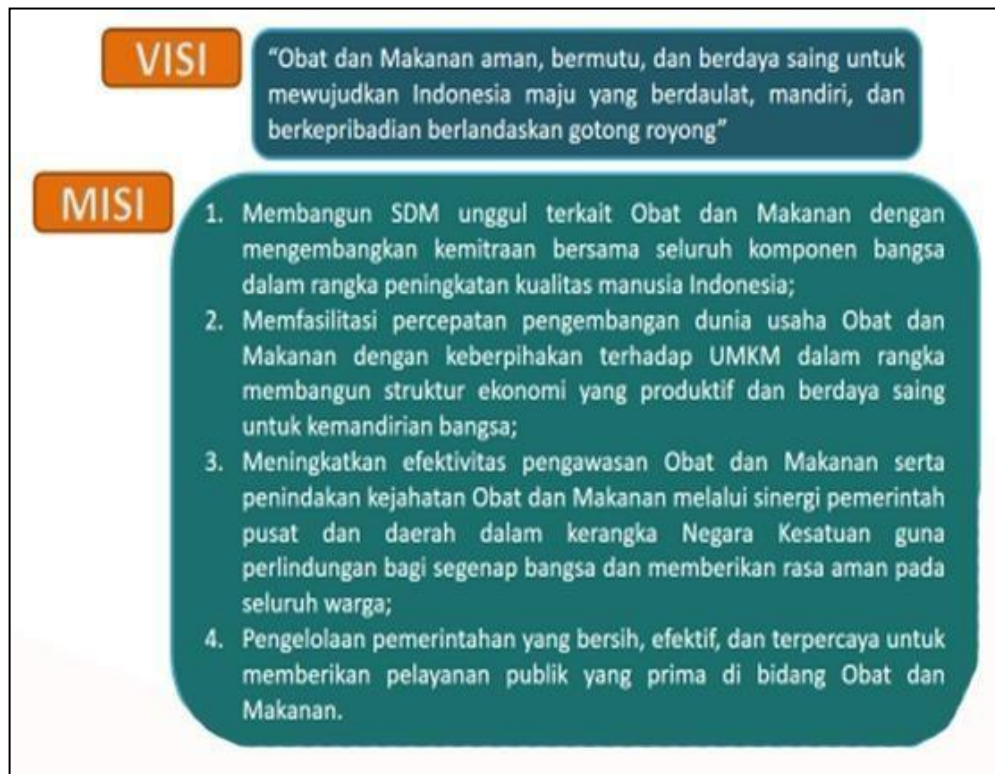 VISI
“Obat dan Makanan aman, bermutu, dan berdaya saing untuk
mewujudkan Indonesia maju yang berdaulat, mandiri, dan
berkepribadian berlandaskan gotong royong”
MISI
1. Membangun SDM unggul terkait Obat dan Makanan dengan
mengembangkan kemitraan bersama seluruh komponen bangsa
dalam rangka peningkatan kualitas manusia Indonesia;
2. Memfasilitasi percepatan pengembangan dunia usaha Obat dan
Makanan dengan keberpihakan terhadap UMKM dalam rangka
membangun struktur ekonomi yang produktif dan berdaya saing
untuk kemandirian bangsa;
3. Meningkatkan efektivitas pengawasan Obat dan Makanan serta
penindakan kejahatan Obat dan Makanan melalui sinergi pemerintah
pusat dan daerah dalam kerangka Negara Kesatuan guna
perlindungan bagi segenap bangsa dan memberikan rasa aman pada
seluruh warga;
4. Pengelolaan pemerintahan yang bersih, efektif, dan terpercaya untuk
memberikan pelayanan publik yang prima di bidang Obat dan
Makanan.